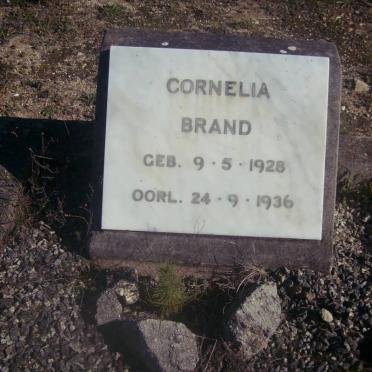 CORNELIA
BRAND
GEB. 9·5·1928
OORL. 24·9·1936